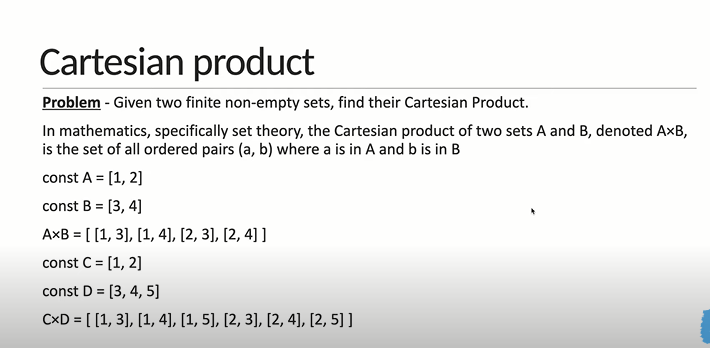 Cartesian product
Problem - Given two finite non-empty sets, find their Cartesian Product.
In mathematics, specifically set theory, the Cartesian product of two sets A and B, denoted A×B,
is the set of all ordered pairs (a, b) where a is in A and b is in B
const A = [1, 2]
const B = [3, 4]
A×B = [ [1, 3], [1, 4], [2, 3], [2, 4] ]
const C = [1, 2]
const D = [3, 4, 5]
C×D = [ [1, 3], [1, 4], [1, 5], [2, 3], [2, 4], [2, 5] ]